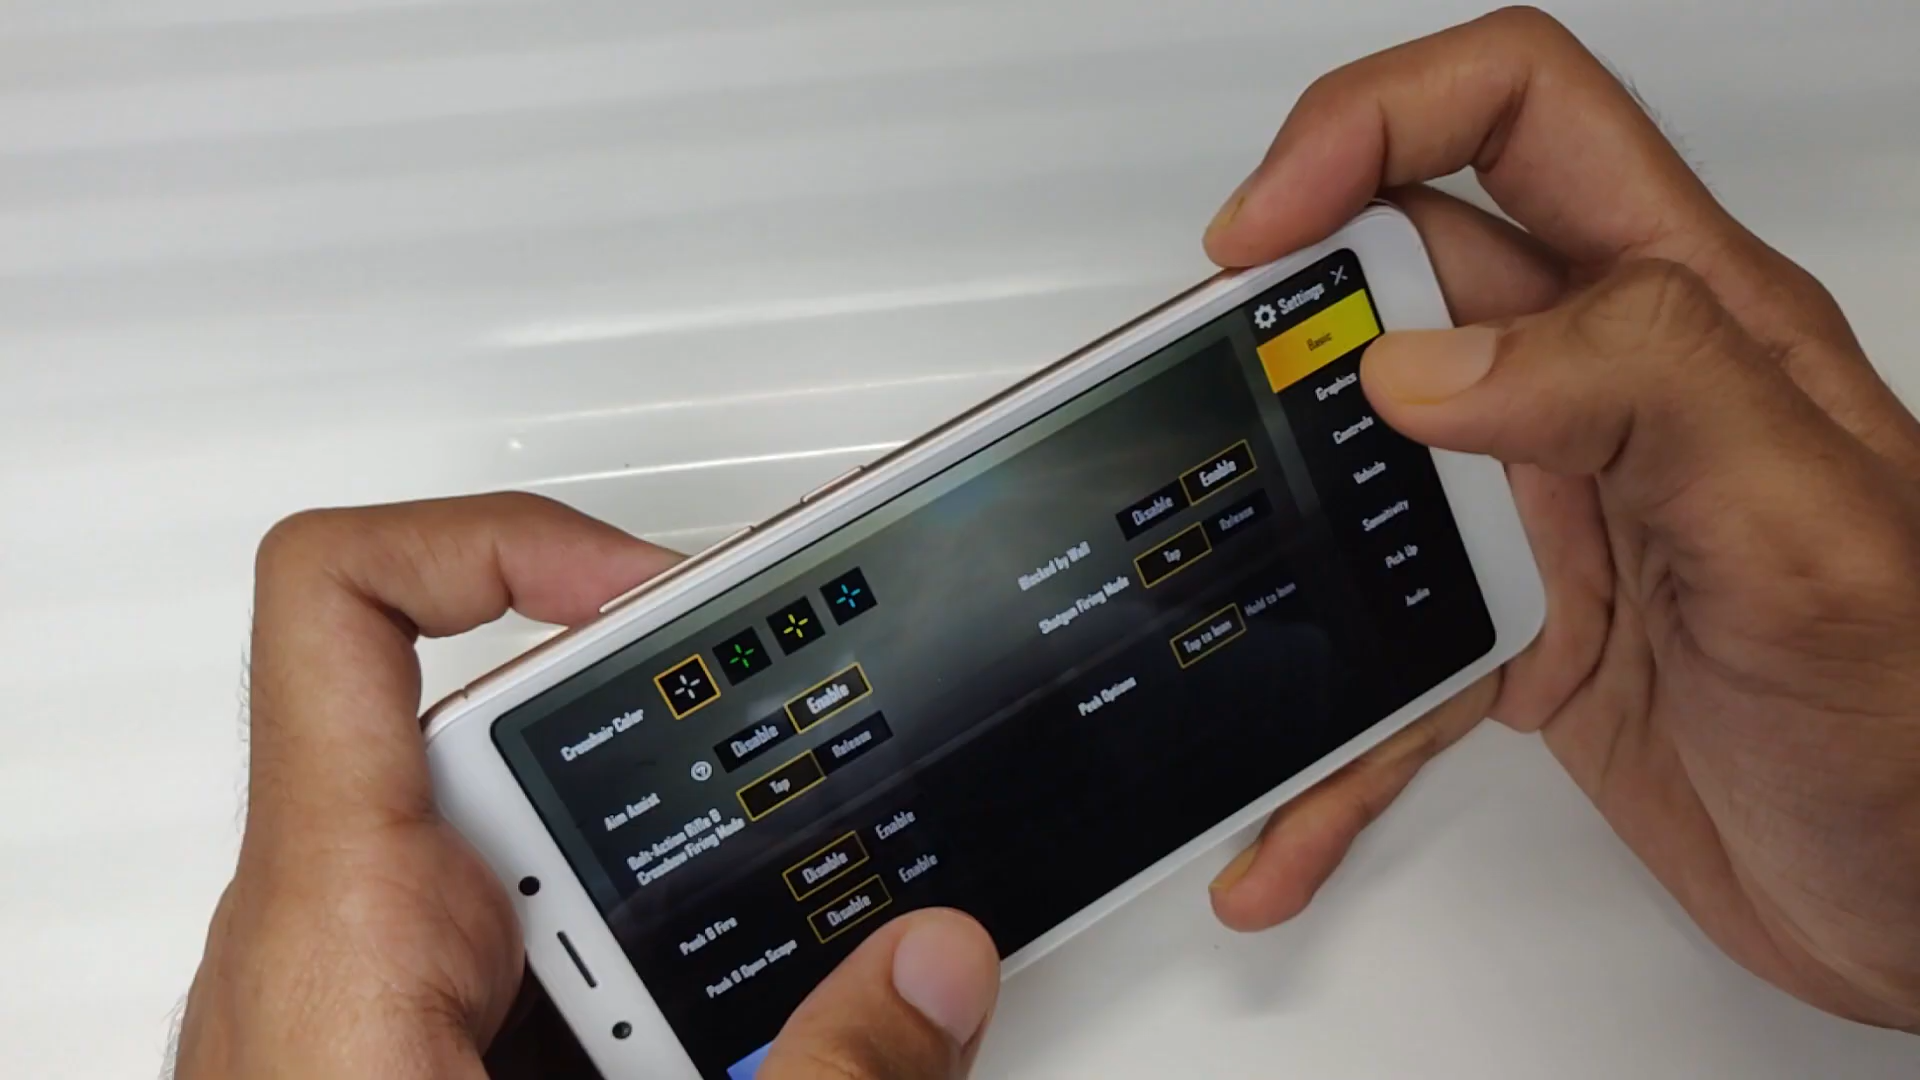 Settings
Basic
Graphics
Controls
Vehicle
Sensitivity
Pick Up
Audio
Crosshair Color
Aim Assist
Disable Enable
Blocked by Wall
Disable Enable
Bolt-Action Rifle &
Crossbow Firing Mode
Tap Release
Shotgun Firing Mode
Tap Release
Peek & Fire
Disable Enable
Peek Options
Tap to lean Hold to lean
Peek & Open Scope
Disable Enable